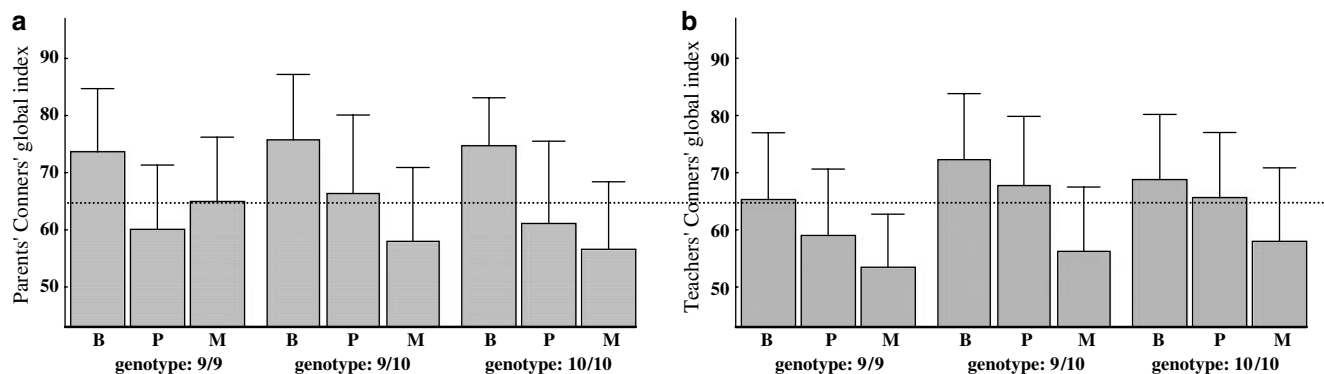 a
Parents' Conners' global index
90
80
70
60
50
B P M B P M B P M
genotype: 9/9 genotype: 9/10 genotype: 10/10
b
Teachers' Conners' global index
90
80
70
60
50
B P M B P M B P M
genotype: 9/9 genotype: 9/10 genotype: 10/10